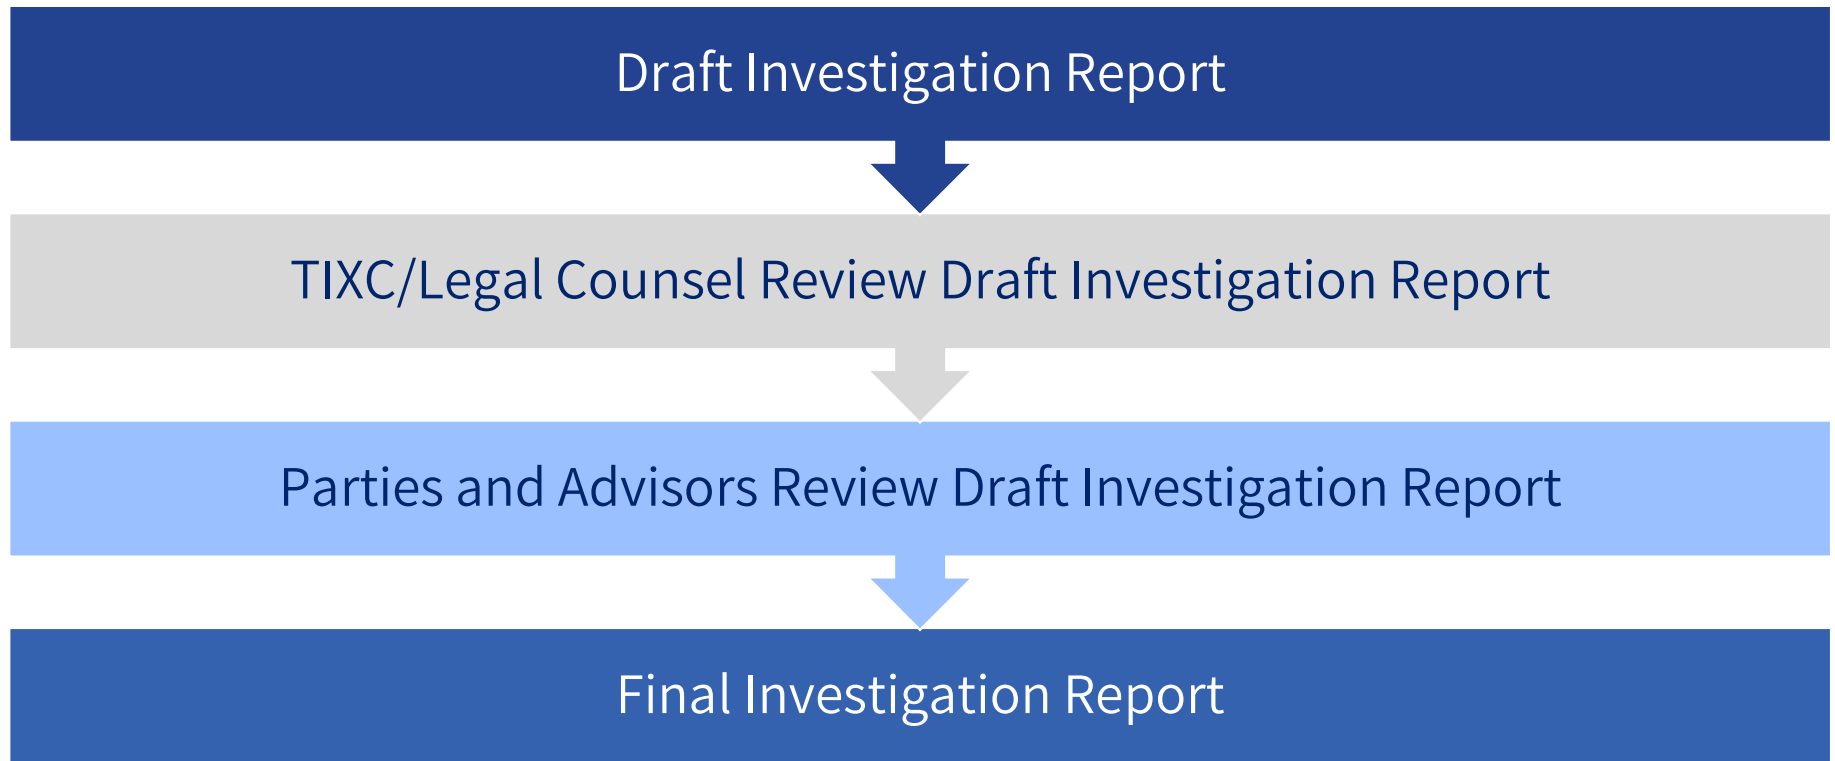 Draft Investigation Report
TIXC/Legal Counsel Review Draft Investigation Report
Parties and Advisors Review Draft Investigation Report
Final Investigation Report